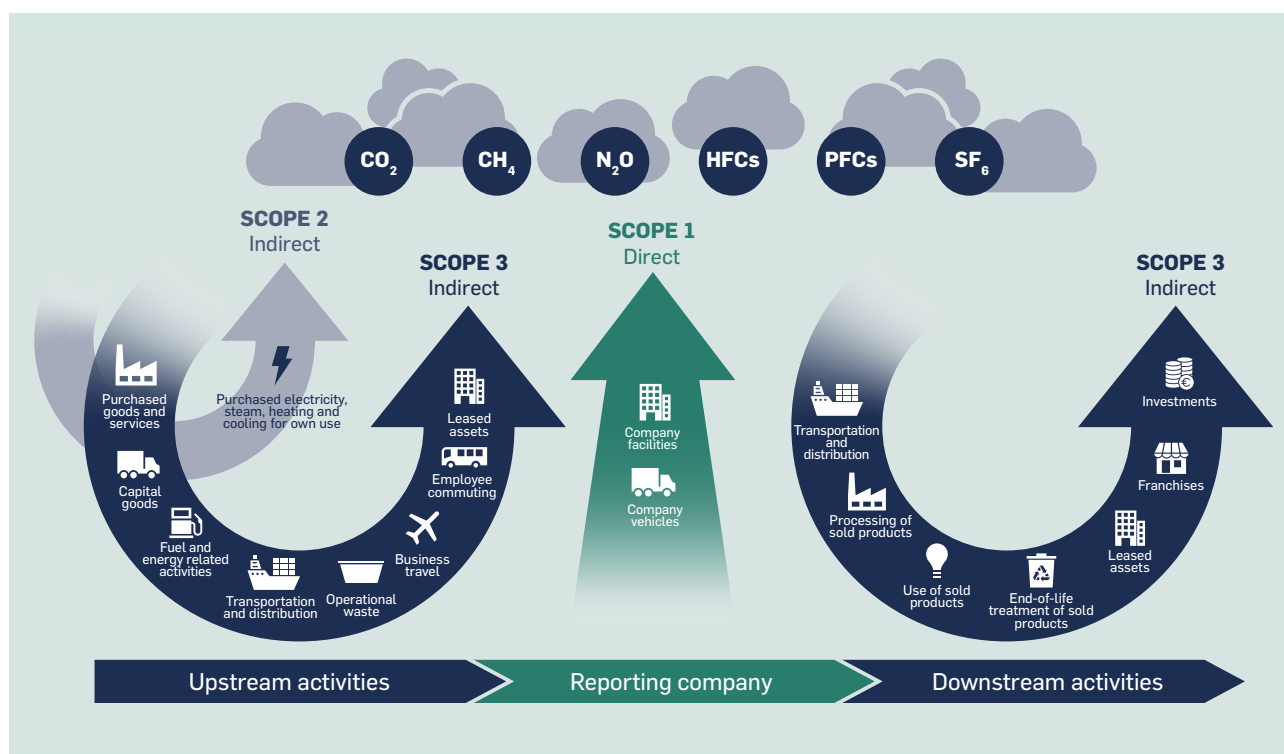 CO2
CH4
N2O
HFCs
PFCs
SF6
SCOPE 2
Indirect
SCOPE 3
Indirect
SCOPE 1
Direct
SCOPE 3
Indirect
Purchased
goods and
services
Capital
goods
Fuel and
energy related
activities
Transportation
and distribution
Operational
waste
Business
travel
Employee
commuting
Leased
assets
Purchased electricity,
steam, heating and
cooling for own use
Company
facilities
Company
vehicles
Transportation
and
distribution
Processing of
sold products
Use of sold
products
End-of-life
treatment of sold
products
Leased
assets
Franchises
€
Investments
Upstream activities
Reporting company
Downstream activities